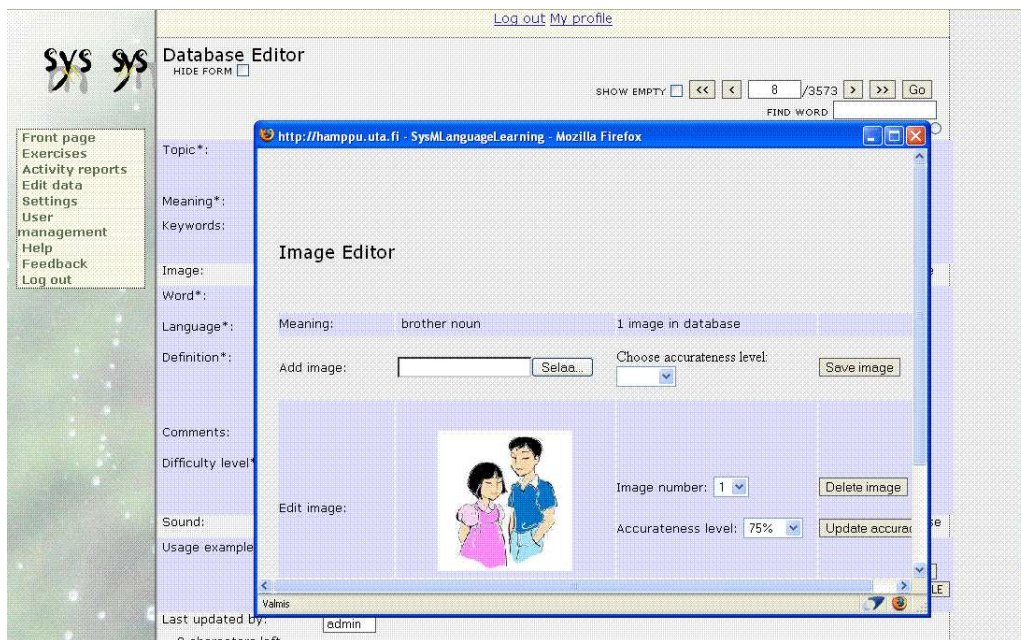 Log out My profile
sys sys
Database Editor
HIDE FORM
SHOW EMPTY << < 8 /3573 > >> Go
FIND WORD
Front page
Exercises
Activity reports
Edit data
Settings
User
management
Help
Feedback
Log out
Topic*:
Meaning*:
Keywords:
Image:
Word*:
Language*:
Definition*:
Comments:
Difficulty level*
Sound:
Usage example
Last updated by: admin
http://hamppu.uta.fi - SysMLanguageLearning - Mozilla Firefox
Image Editor
Meaning: brother noun 1 image in database
Add image: Selaa... Choose accurateness level: Save image
Edit image:
Image number: 1 Delete image
Accurateness level: 75% Update accurac
Valmis
LE